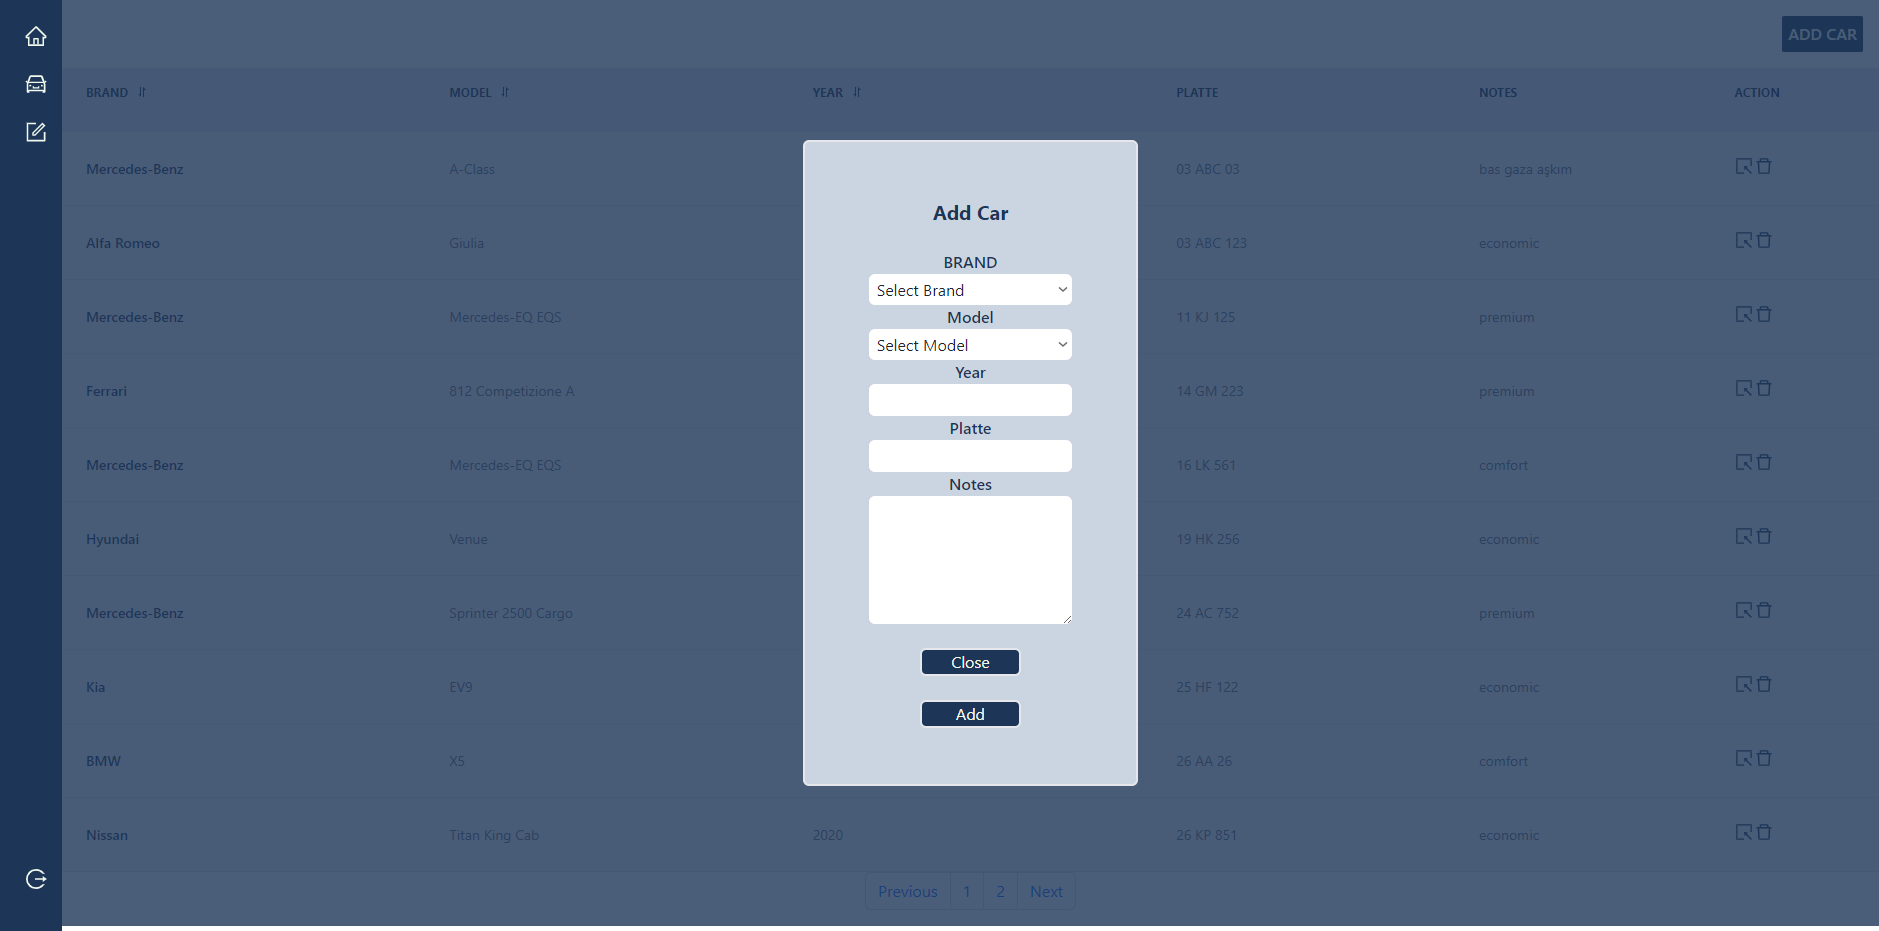 ADD CAR
BRAND MODEL YEAR PLATTE NOTES ACTION
Mercedes-Benz A-Class 03 ABC 03 bas gaza aşkım
Alfa Romeo Giulia 03 ABC 123 economic
Mercedes-Benz Mercedes-EQ EQS 11 KJ 125 premium
Ferrari 812 Competizione A 14 GM 223 premium
Mercedes-Benz Mercedes-EQ EQS 16 LK 561 comfort
Hyundai Venue 19 HK 256 economic
Mercedes-Benz Sprinter 2500 Cargo 24 AC 752 premium
Kia EV9 25 HF 122 economic
BMW X5 26 AA 26 comfort
Nissan Titan King Cab 2020 26 KP 851 economic
Previous 1 2 Next
Add Car
BRAND
Select Brand
Model
Select Model
Year
Platte
Notes
Close
Add